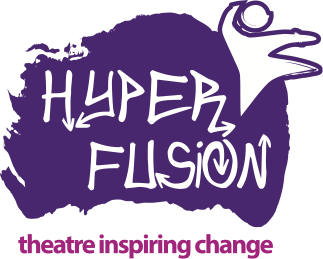 HYPER
FUSION
theatre inspiring change